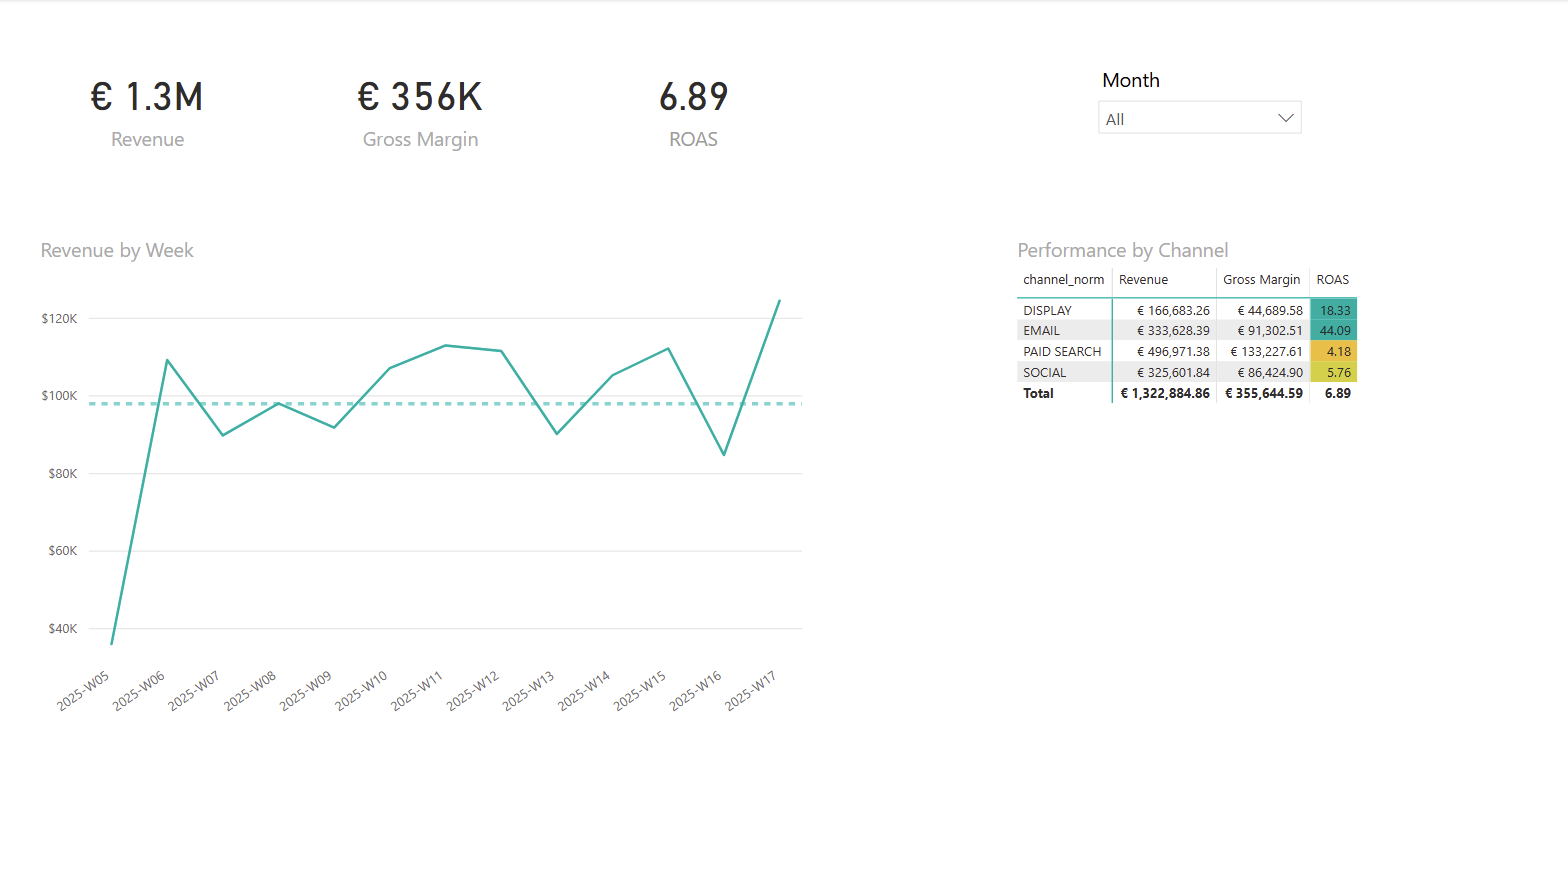 € 1.3M
Revenue
€ 356K
Gross Margin
6.89
ROAS
Month
All
Revenue by Week
$120K
$100K
$80K
$60K
$40K
2025-W05 2025-W06 2025-W07 2025-W08 2025-W09 2025-W10 2025-W11 2025-W12 2025-W13 2025-W14 2025-W15 2025-W16 2025-W17
Performance by Channel
channel_norm Revenue Gross Margin ROAS
DISPLAY € 166,683.26 € 44,689.58 18.33
EMAIL € 333,628.39 € 91,302.51 44.09
PAID SEARCH € 496,971.38 € 133,227.61 4.18
SOCIAL € 325,601.84 € 86,424.90 5.76
Total € 1,322,884.86 € 355,644.59 6.89